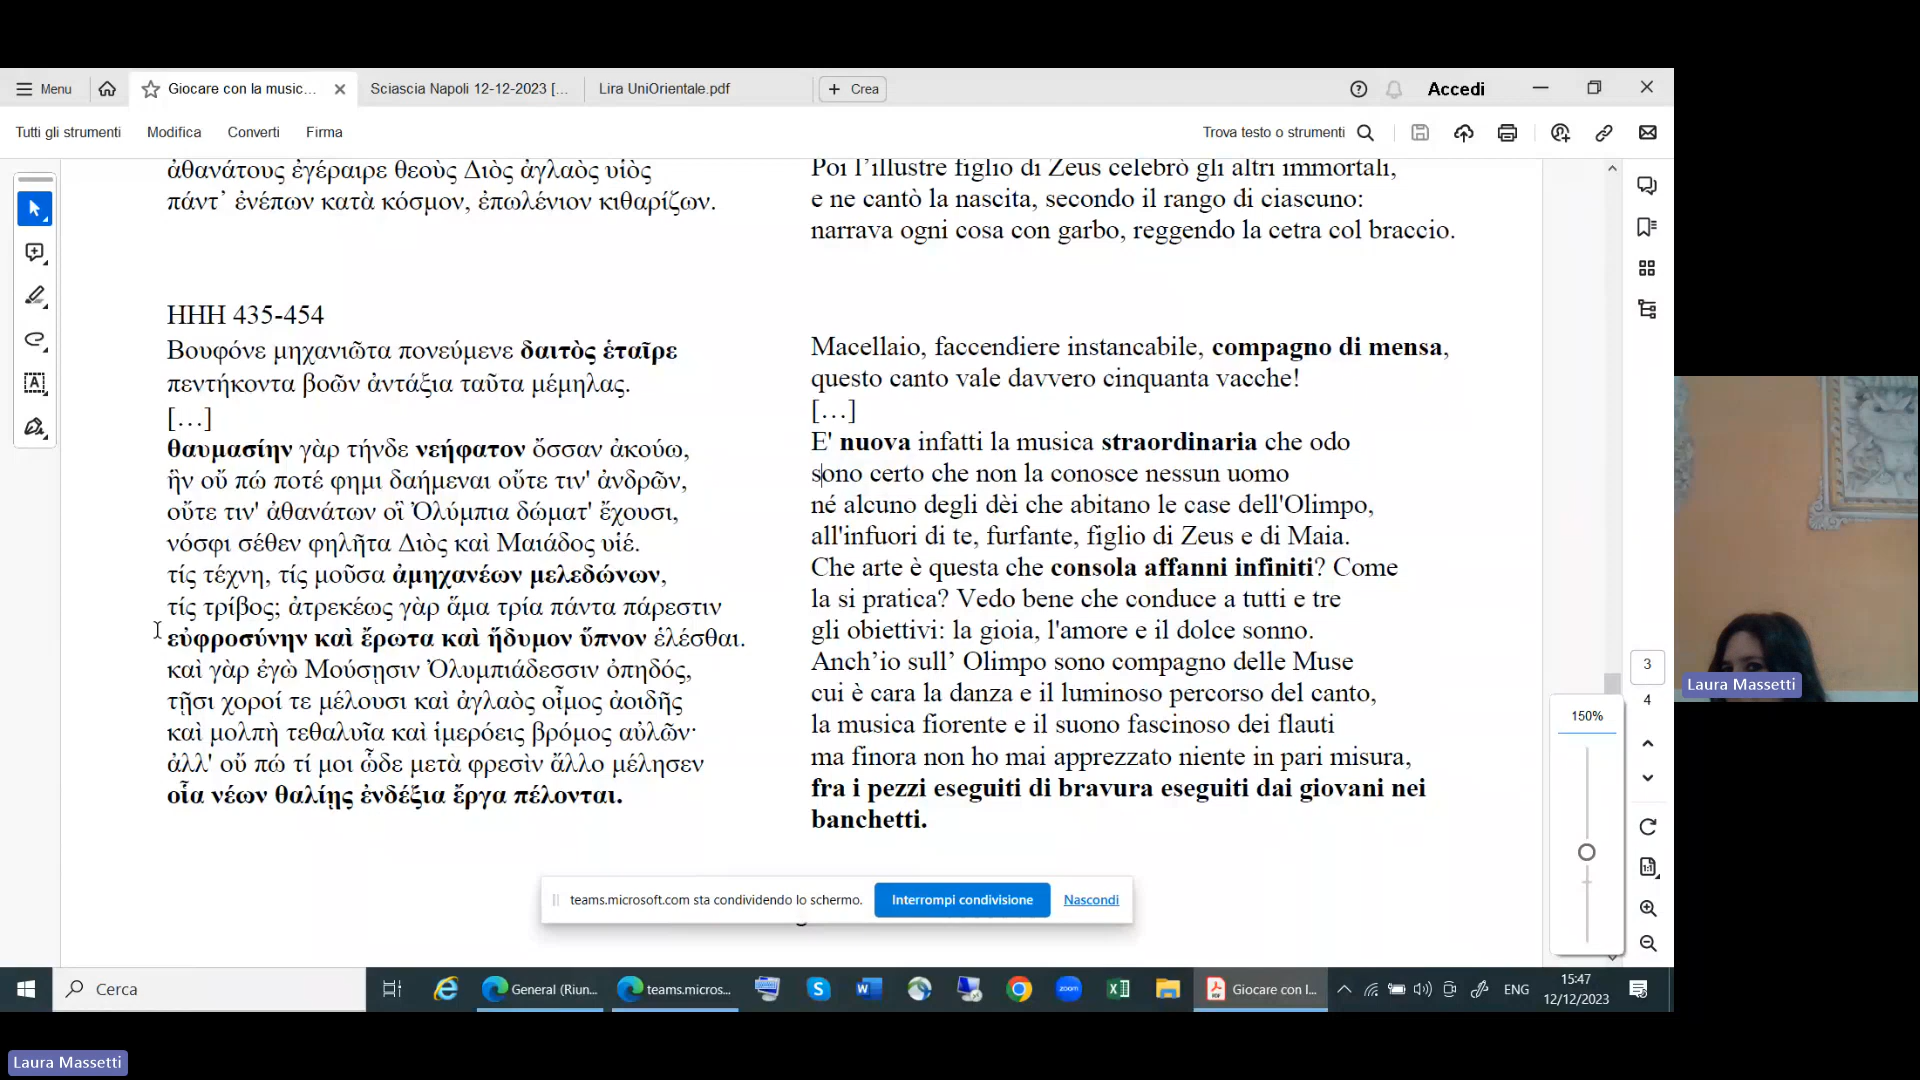 Menu
Giocare con la music...
Sciascia Napoli 12-12-2023 [...
Lira UniOrientale.pdf
Crea
Accedi
Tutti gli strumenti
Modifica
Converti
Firma
Trova testo o strumenti
ἀθανάτους ἐγέραιρε θεοὺς Διὸς ἀγλαὸς υἱὸς
πάντ᾽ ἐνέπων κατὰ κόσμον, ἐπωλένιον κιθαρίζων.
Poi l'illustre figlio di Zeus celebrò gli altri immortali,
e ne cantò la nascita, secondo il rango di ciascuno:
narrava ogni cosa con garbo, reggendo la cetra col braccio.
HHH 435-454
Βουφόνε μηχανιῶτα πονεύμενε δαιτὸς ἑταῖρε
πεντήκοντα βοῶν ἀντάξια ταῦτα μέμηλας.
[…]
θαυμασίην γὰρ τήνδε νεήφατον ὄσσαν ἀκούω,
ἣν οὔ πώ ποτέ φημι δαήμεναι οὔτε τιν' ἀνδρῶν,
οὔτε τιν' ἀθανάτων οἳ Ὀλύμπια δώματ' ἔχουσι,
νόσφι σέθεν φηλῆτα Διὸς καὶ Μαιάδος υἱέ.
τίς τέχνη, τίς μοῦσα ἀμηχανέων μελεδώνων,
τίς τρίβος; ἀτρεκέως γὰρ ἅμα τρία πάντα πάρεστιν
εὐφροσύνην καὶ ἔρωτα καὶ ἥδυμον ὕπνον ἑλέσθαι.
καὶ γὰρ ἐγὼ Μούσῃσιν Ὀλυμπιάδεσσιν ὀπηδός,
τῇσι χοροί τε μέλουσι καὶ ἀγλαὸς οἶμος ἀοιδῆς
καὶ μολπὴ τεθαλυῖα καὶ ἱμερόεις βρόμος αὐλῶν·
ἀλλ' οὔ πώ τί μοι ὧδε μετὰ φρεσὶν ἄλλο μέλησεν
οἷα νέων θαλίῃς ἐνδέξια ἔργα πέλονται.
Macellaio, faccendiere instancabile, compagno di mensa,
questo canto vale davvero cinquanta vacche!
[…]
E' nuova infatti la musica straordinaria che odo
sono certo che non la conosce nessun uomo
né alcuno degli dèi che abitano le case dell'Olimpo,
all'infuori di te, furfante, figlio di Zeus e di Maia.
Che arte è questa che consola affanni infiniti? Come
la si pratica? Vedo bene che conduce a tutti e tre
gli obiettivi: la gioia, l'amore e il dolce sonno.
Anch'io sull' Olimpo sono compagno delle Muse
cui è cara la danza e il luminoso percorso del canto,
la musica fiorente e il suono fascinoso dei flauti
ma finora non ho mai apprezzato niente in pari misura,
fra i pezzi eseguiti di bravura eseguiti dai giovani nei
banchetti.
3
4
150%
teams.microsoft.com sta condividendo lo schermo.
Interrompi condivisione
Nascondi
Laura Massetti
Cerca
General (Riun...
teams.micros...
Giocare con l...
ENG
15:47
12/12/2023
Laura Massetti